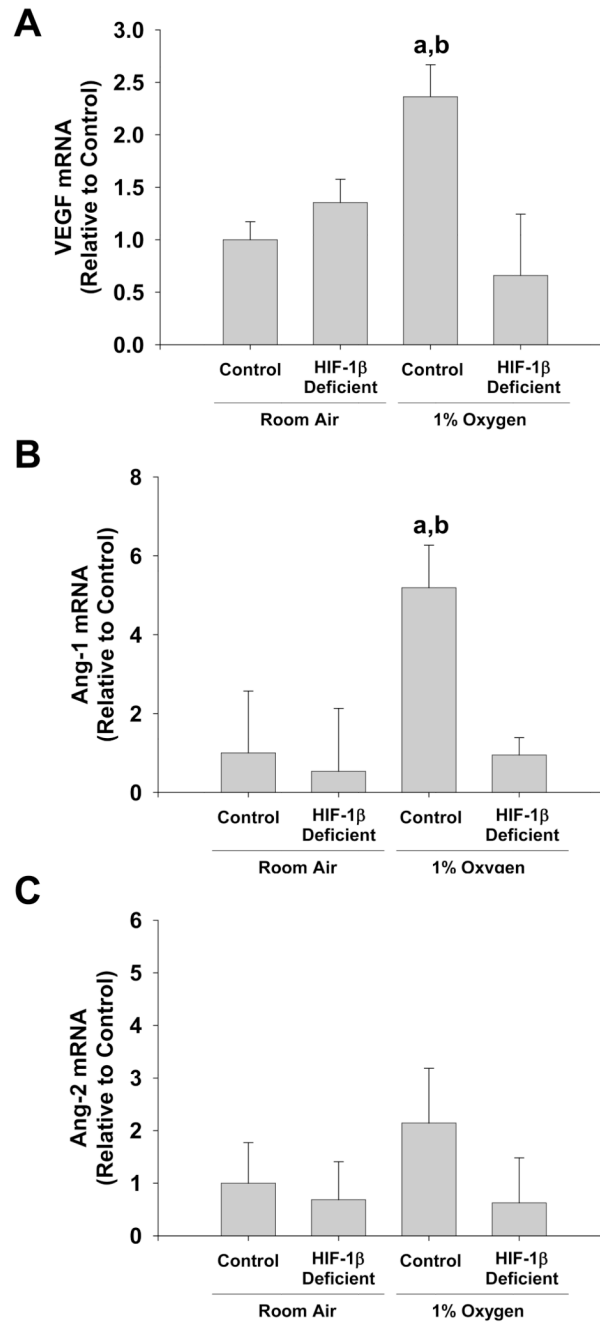 A
VEGF mRNA
(Relative to Control)
3.0
2.5
2.0
1.5
1.0
0.5
0.0
a,b
Control
HIF-1β
Deficient
Control
HIF-1β
Deficient
Room Air
1% Oxygen
B
Ang-1 mRNA
(Relative to Control)
8
6
4
2
0
a,b
Control
HIF-1β
Deficient
Control
HIF-1β
Deficient
Room Air
1% Oxygen
C
Ang-2 mRNA
(Relative to Control)
6
5
4
3
2
1
0
Control
HIF-1β
Deficient
Control
HIF-1β
Deficient
Room Air
1% Oxygen